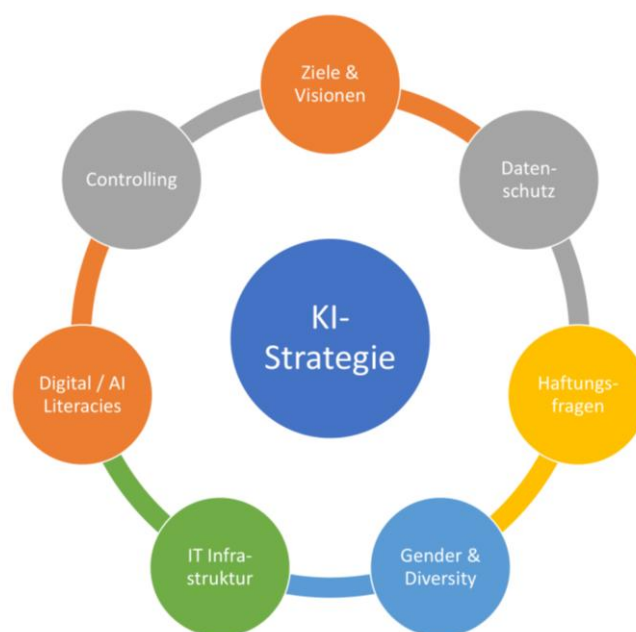 Ziele &
Visionen
Daten-
schutz
Haftungs-
fragen
Gender &
Diversity
IT Infra-
struktur
Digital / AI
Literacies
Controlling
KI-
Strategie